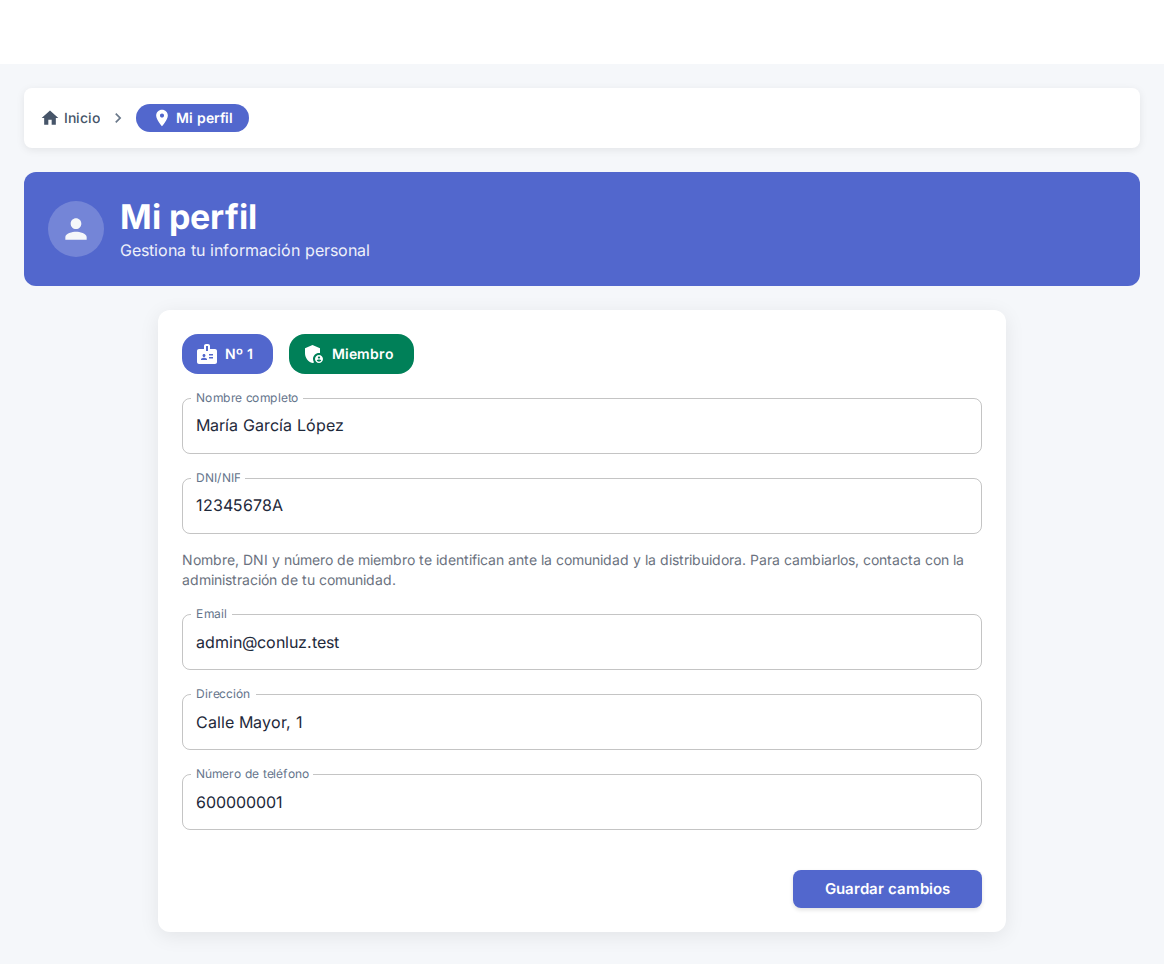 Inicio
Mi perfil
Mi perfil
Gestiona tu información personal
Nº 1
Miembro
Nombre completo
María García López
DNI/NIF
12345678A
Nombre, DNI y número de miembro te identifican ante la comunidad y la distribuidora. Para cambiarlos, contacta con la
administración de tu comunidad.
Email
admin@conluz.test
Dirección
Calle Mayor, 1
Número de teléfono
600000001
Guardar cambios